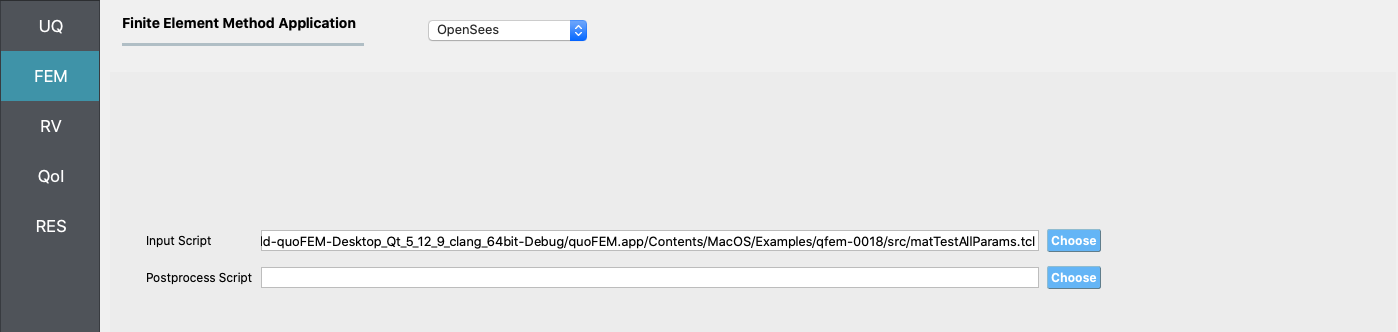 UQ
FEM
RV
QoI
RES
Finite Element Method Application
OpenSees
Input Script
ld-quoFEM-Desktop_Qt_5_12_9_clang_64bit-Debug/quoFEM.app/Contents/MacOS/Examples/qfem-0018/src/matTestAllParams.tcl
Choose
Postprocess Script
Choose